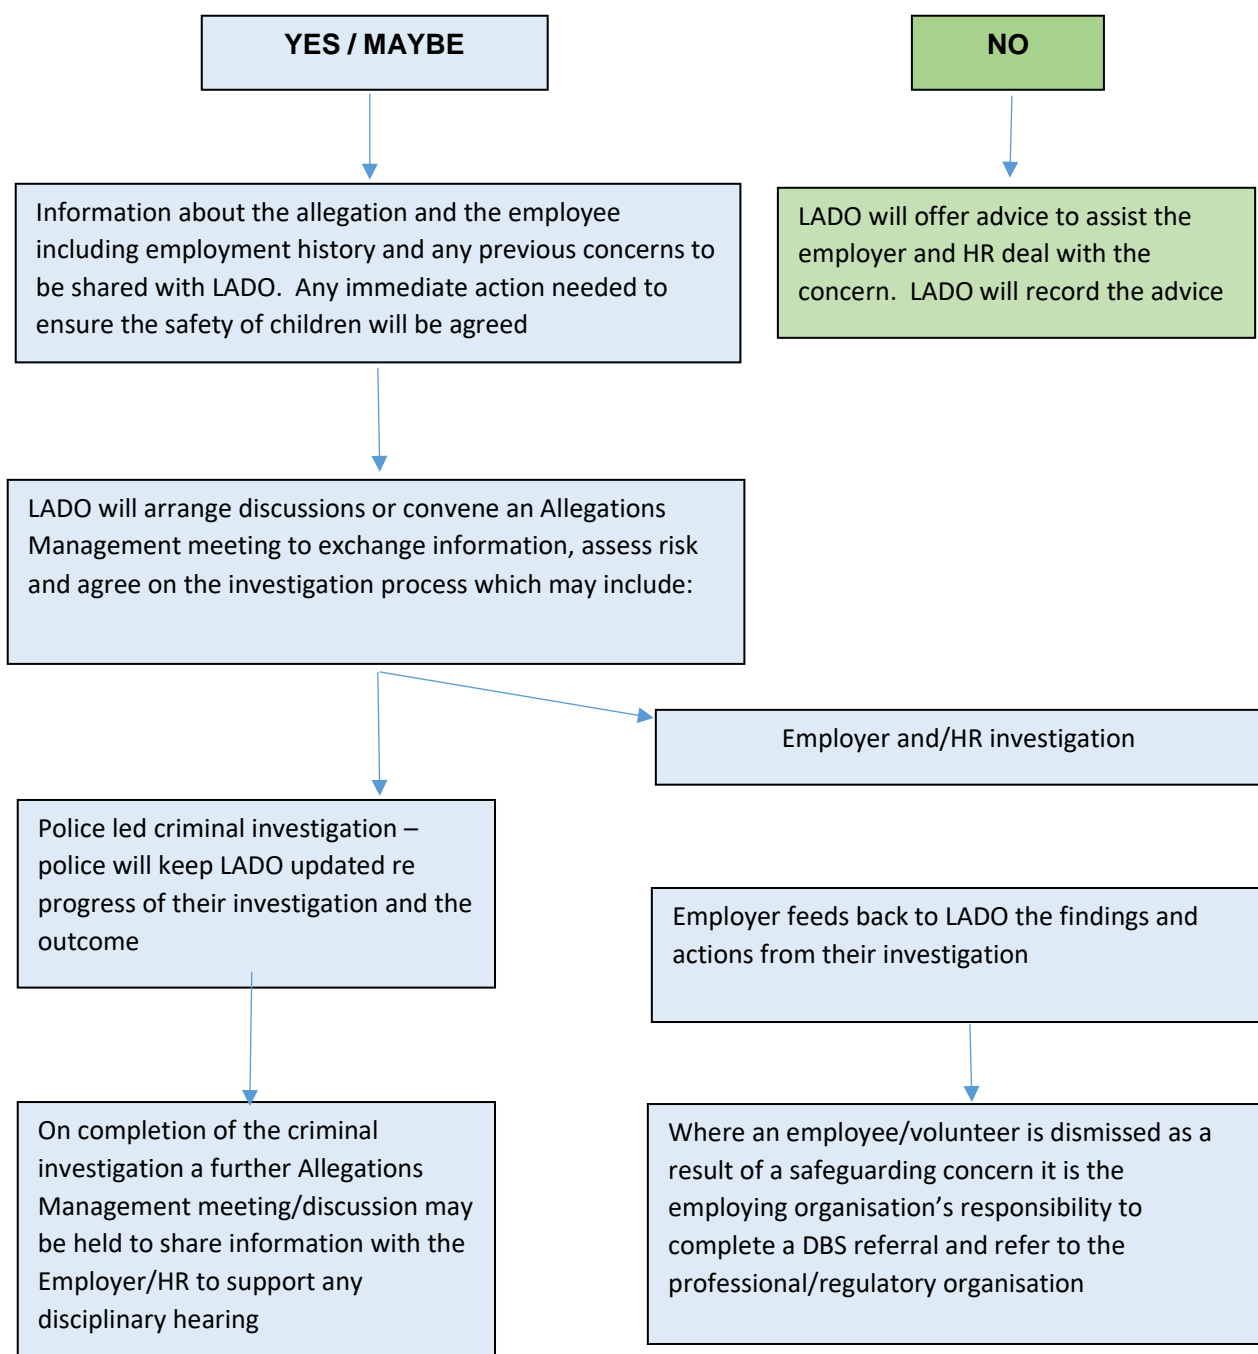 YES / MAYBE
NO
Information about the allegation and the employee
including employment history and any previous concerns to
be shared with LADO.  Any immediate action needed to
ensure the safety of children will be agreed
LADO will offer advice to assist the
employer and HR deal with the
concern.  LADO will record the advice
LADO will arrange discussions or convene an Allegations
Management meeting to exchange information, assess risk
and agree on the investigation process which may include:
Employer and/HR investigation
Police led criminal investigation –
police will keep LADO updated re
progress of their investigation and the
outcome
Employer feeds back to LADO the findings and
actions from their investigation
On completion of the criminal
investigation a further Allegations
Management meeting/discussion may
be held to share information with the
Employer/HR to support any
disciplinary hearing
Where an employee/volunteer is dismissed as a
result of a safeguarding concern it is the
employing organisation’s responsibility to
complete a DBS referral and refer to the
professional/regulatory organisation